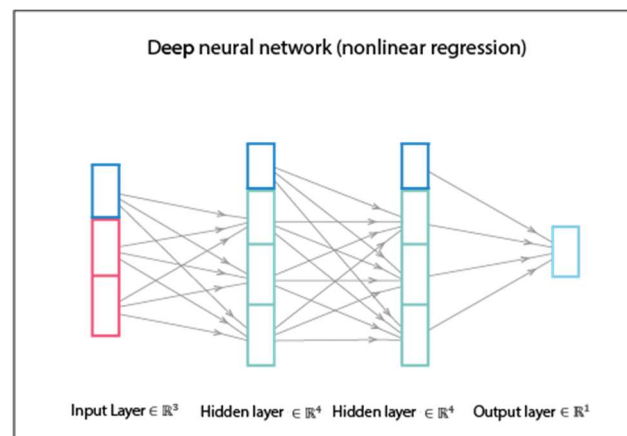 Deep neural network (nonlinear regression)
Input Layer ∈ ℝ³ Hidden layer ∈ ℝ⁴ Hidden layer ∈ ℝ⁴ Output layer ∈ ℝ¹